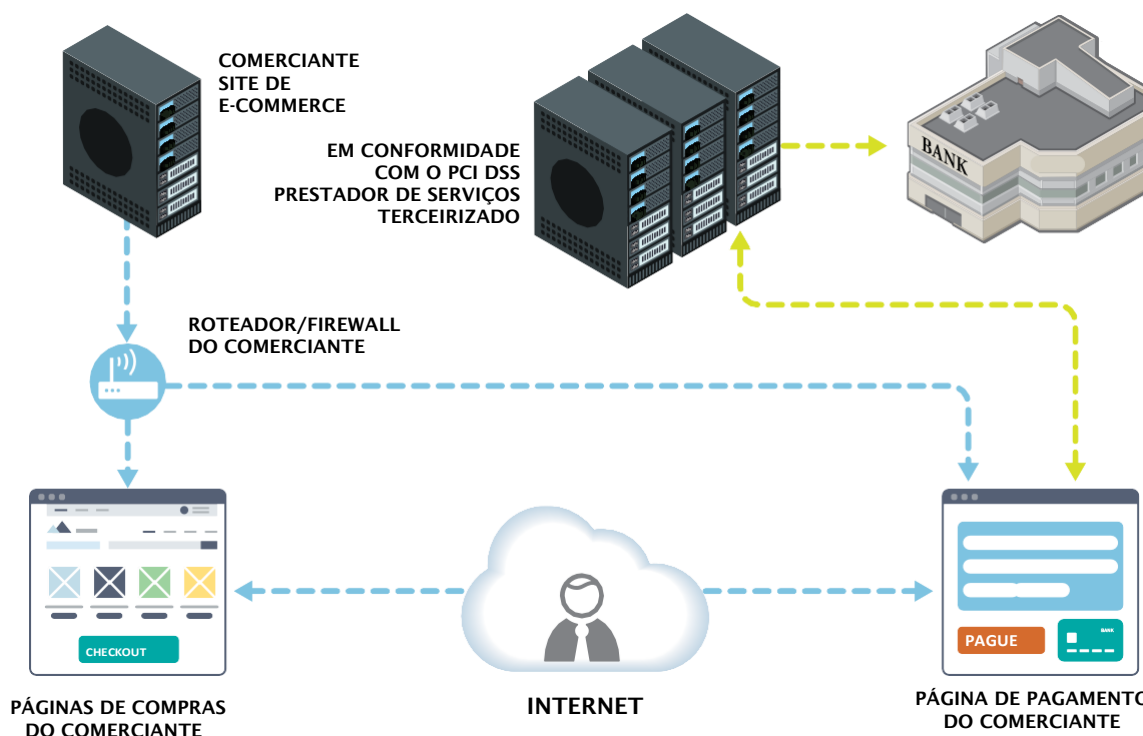 COMERCIANTE
SITE DE
E-COMMERCE
EM CONFORMIDADE
COM O PCI DSS
PRESTADOR DE SERVIÇOS
TERCEIRIZADO
BANK
ROTEADOR/FIREWALL
DO COMERCIANTE
CHECKOUT
PAGUE
BANK
PÁGINAS DE COMPRAS
DO COMERCIANTE
INTERNET
PÁGINA DE PAGAMENTO
DO COMERCIANTE